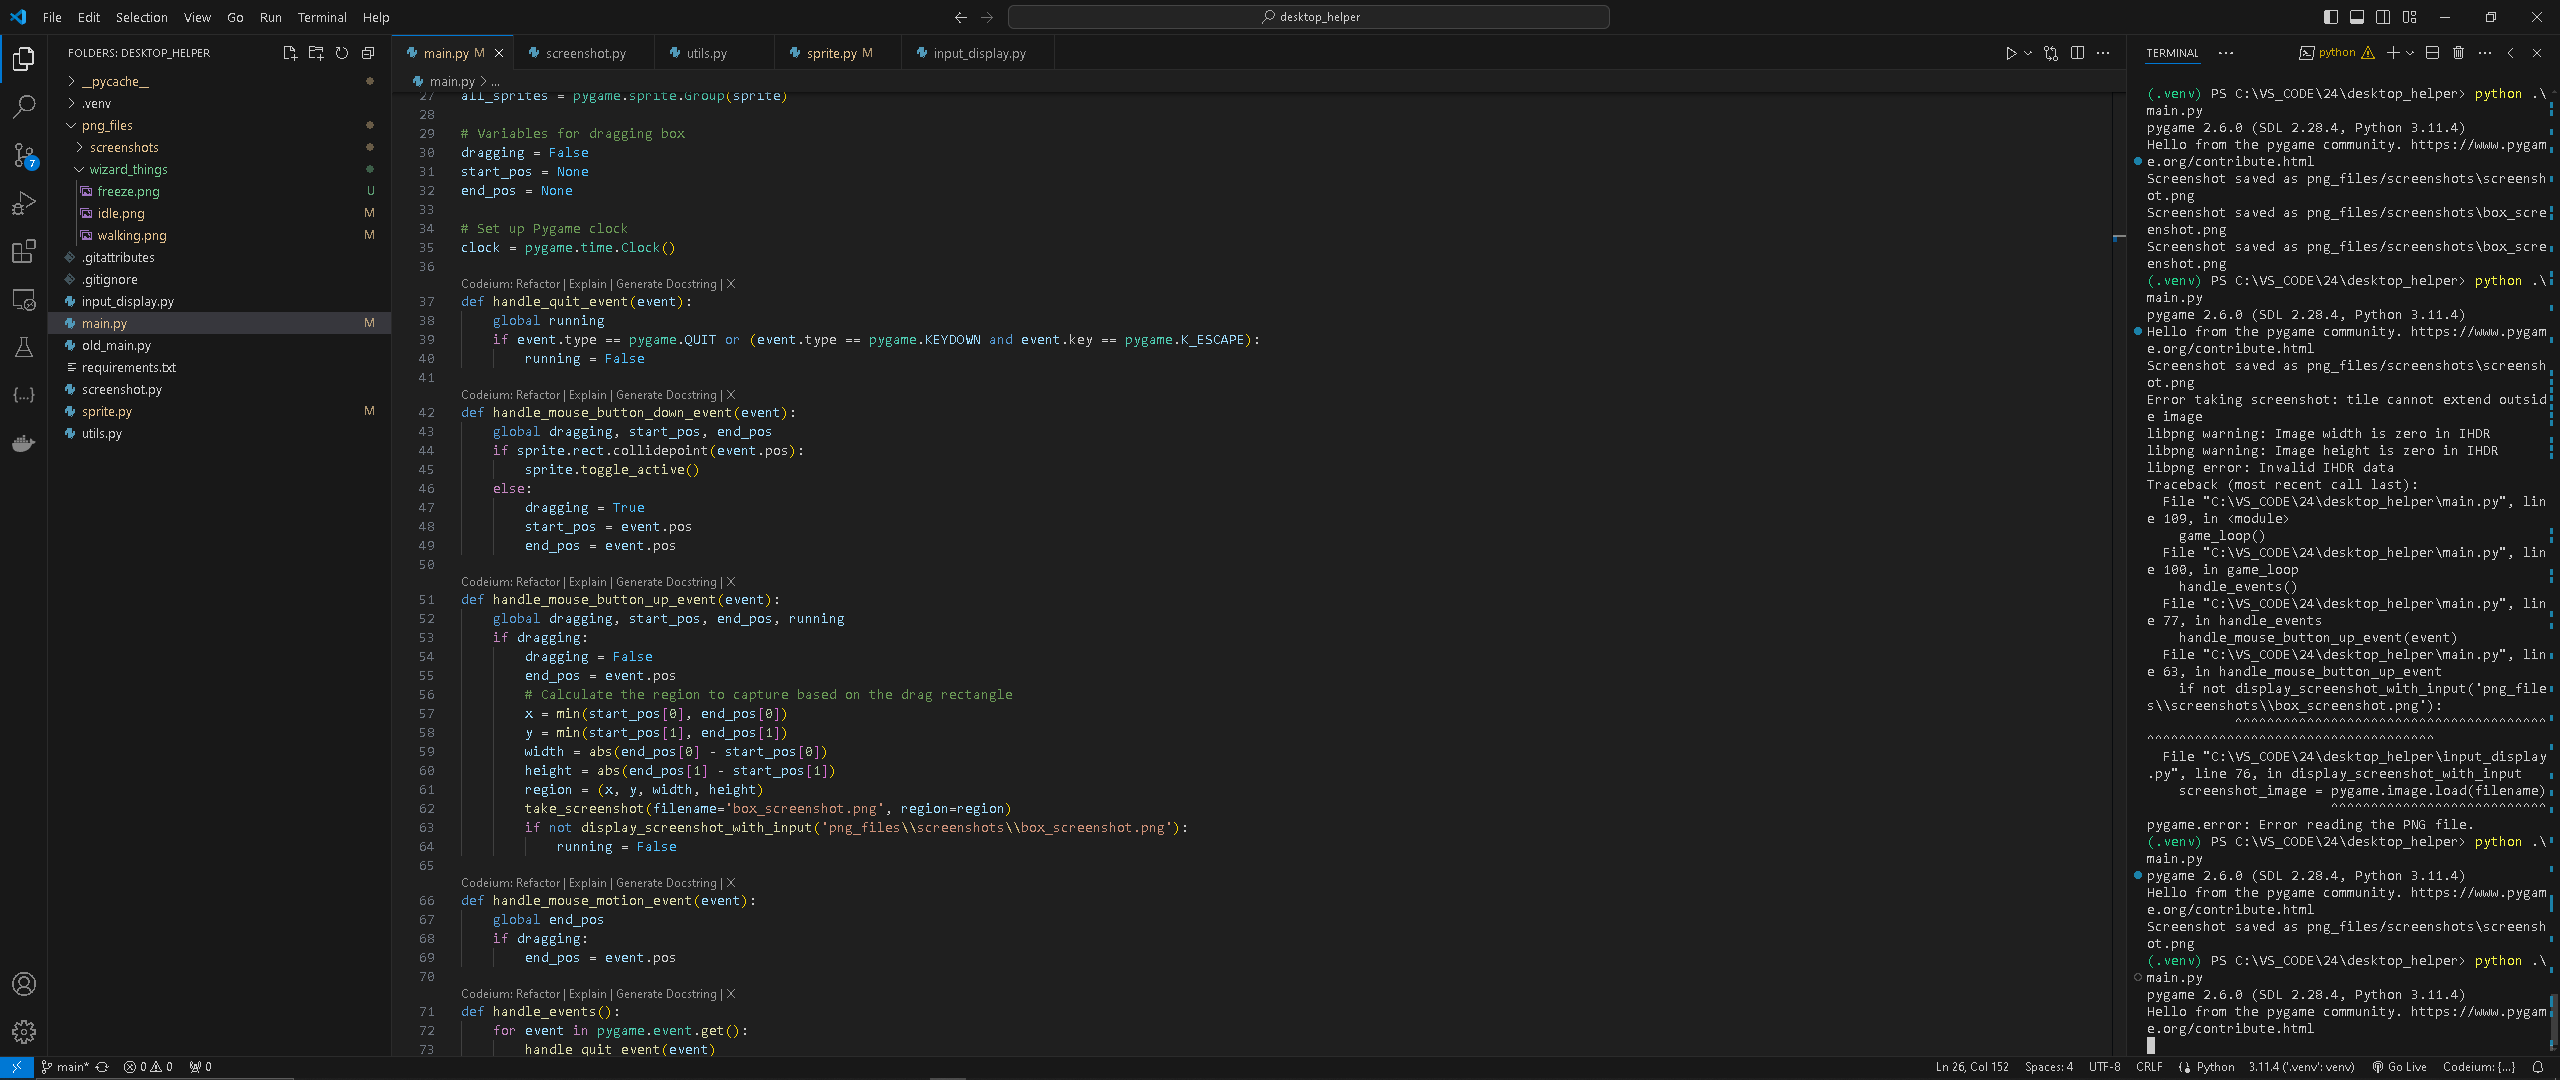 File Edit Selection View Go Run Terminal Help
desktop_helper
FOLDERS: DESKTOP_HELPER
__pycache__
.venv
png_files
screenshots
wizard_things
freeze.png U
idle.png M
walking.png M
.gitattributes
.gitignore
input_display.py
main.py M
old_main.py
requirements.txt
screenshot.py
sprite.py M
utils.py
7
main.py M
screenshot.py
utils.py
sprite.py M
input_display.py
main.py > ...
27 all_sprites = pygame.sprite.Group(sprite)
28
29 # Variables for dragging box
30 dragging = False
31 start_pos = None
32 end_pos = None
33
34 # Set up Pygame clock
35 clock = pygame.time.Clock()
36
Codeium: Refactor | Explain | Generate Docstring | X
37 def handle_quit_event(event):
38 global running
39 if event.type == pygame.QUIT or (event.type == pygame.KEYDOWN and event.key == pygame.K_ESCAPE):
40 running = False
41
Codeium: Refactor | Explain | Generate Docstring | X
42 def handle_mouse_button_down_event(event):
43 global dragging, start_pos, end_pos
44 if sprite.rect.collidepoint(event.pos):
45 sprite.toggle_active()
46 else:
47 dragging = True
48 start_pos = event.pos
49 end_pos = event.pos
50
Codeium: Refactor | Explain | Generate Docstring | X
51 def handle_mouse_button_up_event(event):
52 global dragging, start_pos, end_pos, running
53 if dragging:
54 dragging = False
55 end_pos = event.pos
56 # Calculate the region to capture based on the drag rectangle
57 x = min(start_pos[0], end_pos[0])
58 y = min(start_pos[1], end_pos[1])
59 width = abs(end_pos[0] - start_pos[0])
60 height = abs(end_pos[1] - start_pos[1])
61 region = (x, y, width, height)
62 take_screenshot(filename='box_screenshot.png', region=region)
63 if not display_screenshot_with_input('png_files\\screenshots\\box_screenshot.png'):
64 running = False
65
Codeium: Refactor | Explain | Generate Docstring | X
66 def handle_mouse_motion_event(event):
67 global end_pos
68 if dragging:
69 end_pos = event.pos
70
Codeium: Refactor | Explain | Generate Docstring | X
71 def handle_events():
72 for event in pygame.event.get():
73 handle_quit_event(event)
TERMINAL ... python
(.venv) PS C:\VS_CODE\24\desktop_helper> python .\
main.py
pygame 2.6.0 (SDL 2.28.4, Python 3.11.4)
Hello from the pygame community. https://www.pygam
e.org/contribute.html
Screenshot saved as png_files/screenshots\screensh
ot.png
Screenshot saved as png_files/screenshots\box_scre
enshot.png
Screenshot saved as png_files/screenshots\box_scre
enshot.png
(.venv) PS C:\VS_CODE\24\desktop_helper> python .\
main.py
pygame 2.6.0 (SDL 2.28.4, Python 3.11.4)
Hello from the pygame community. https://www.pygam
e.org/contribute.html
Screenshot saved as png_files/screenshots\screensh
ot.png
Error taking screenshot: tile cannot extend outsid
e image
libpng warning: Image width is zero in IHDR
libpng warning: Image height is zero in IHDR
libpng error: Invalid IHDR data
Traceback (most recent call last):
File "C:\VS_CODE\24\desktop_helper\main.py", lin
e 109, in <module>
game_loop()
File "C:\VS_CODE\24\desktop_helper\main.py", lin
e 100, in game_loop
handle_events()
File "C:\VS_CODE\24\desktop_helper\main.py", lin
e 77, in handle_events
handle_mouse_button_up_event(event)
File "C:\VS_CODE\24\desktop_helper\main.py", lin
e 63, in handle_mouse_button_up_event
if not display_screenshot_with_input('png_file
s\\screenshots\\box_screenshot.png'):
^^^^^^^^^^^^^^^^^^^^^^^^^^^^^^^^^^^^^^^
^^^^^^^^^^^^^^^^^^^^^^^^^^^^^^^^^^^^
File "C:\VS_CODE\24\desktop_helper\input_display
.py", line 76, in display_screenshot_with_input
screenshot_image = pygame.image.load(filename)
^^^^^^^^^^^^^^^^^^^^^^^^^^^
pygame.error: Error reading the PNG file.
(.venv) PS C:\VS_CODE\24\desktop_helper> python .\
main.py
pygame 2.6.0 (SDL 2.28.4, Python 3.11.4)
Hello from the pygame community. https://www.pygam
e.org/contribute.html
Screenshot saved as png_files/screenshots\screensh
ot.png
(.venv) PS C:\VS_CODE\24\desktop_helper> python .\
main.py
pygame 2.6.0 (SDL 2.28.4, Python 3.11.4)
Hello from the pygame community. https://www.pygam
e.org/contribute.html
main* 0 0 0 Ln 26, Col 152 Spaces: 4 UTF-8 CRLF Python 3.11.4 ('.venv': venv) Go Live Codeium: {...}